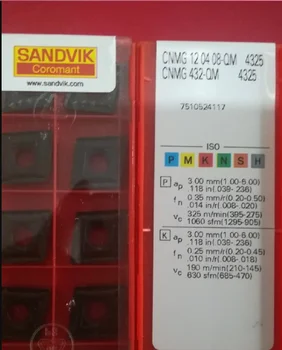 SANDVIK
Coromant
www.sandvik.com
CNMG 12 04 08-QM 4325
CNMG 432-QM 4325
7510524117
ISO
P M K N S H
P ap 3.00 mm(1.00-6.00)
.118 in(.039-.236)
fn 0.35 mm/r(0.20-0.50)
.014 in/r(.008-.020)
vc 325 m/min(395-275)
1060 sfm(1295-905)
K ap 3.00 mm(1.00-6.00)
.118 in(.039-.236)
fn 0.25 mm/r(0.20-0.45)
.010 in/r(.008-.018)
vc 190 m/min(210-145)
630 sfm(685-470)